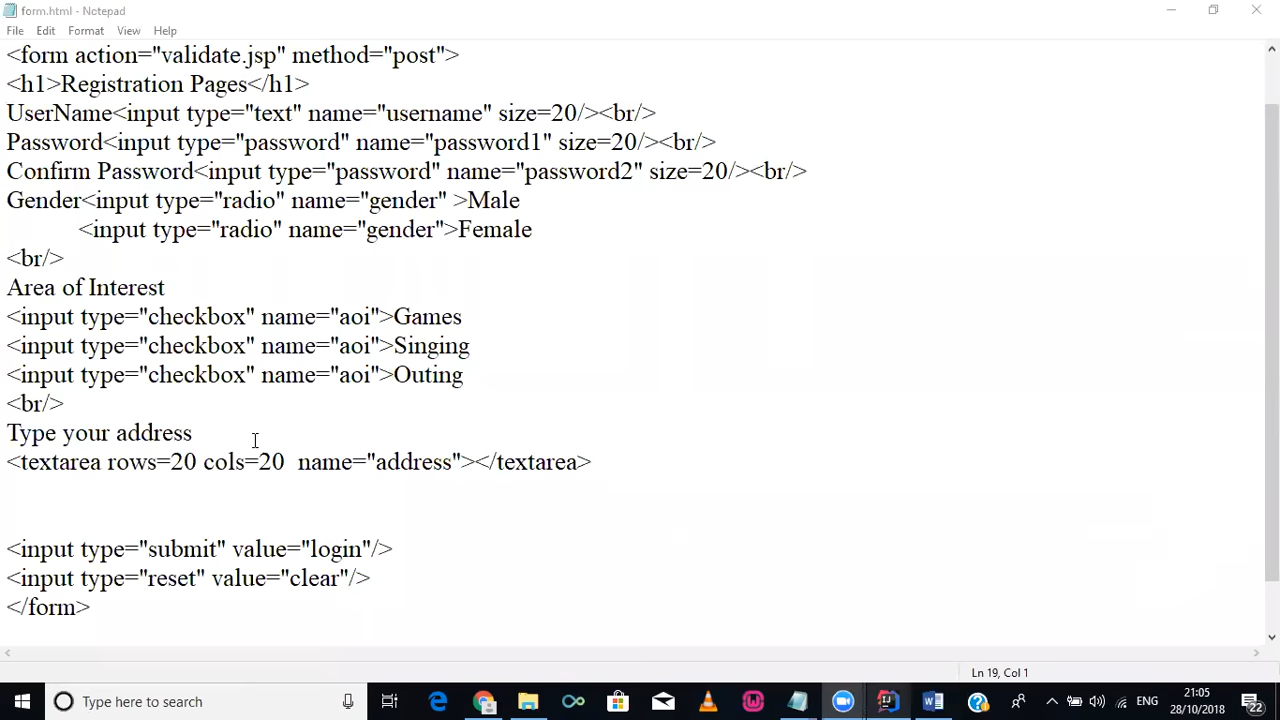 form.html - Notepad
File Edit Format View Help
<form action="validate.jsp" method="post">
<h1>Registration Pages</h1>
UserName<input type="text" name="username" size=20/><br/>
Password<input type="password" name="password1" size=20/><br/>
Confirm Password<input type="password" name="password2" size=20/><br/>
Gender<input type="radio" name="gender" >Male
<input type="radio" name="gender">Female
<br/>
Area of Interest
<input type="checkbox" name="aoi">Games
<input type="checkbox" name="aoi">Singing
<input type="checkbox" name="aoi">Outing
<br/>
Type your address
<textarea rows=20 cols=20  name="address"></textarea>
<input type="submit" value="login"/>
<input type="reset" value="clear"/>
</form>
Ln 19, Col 1
Type here to search
ENG
21:05
28/10/2018
22